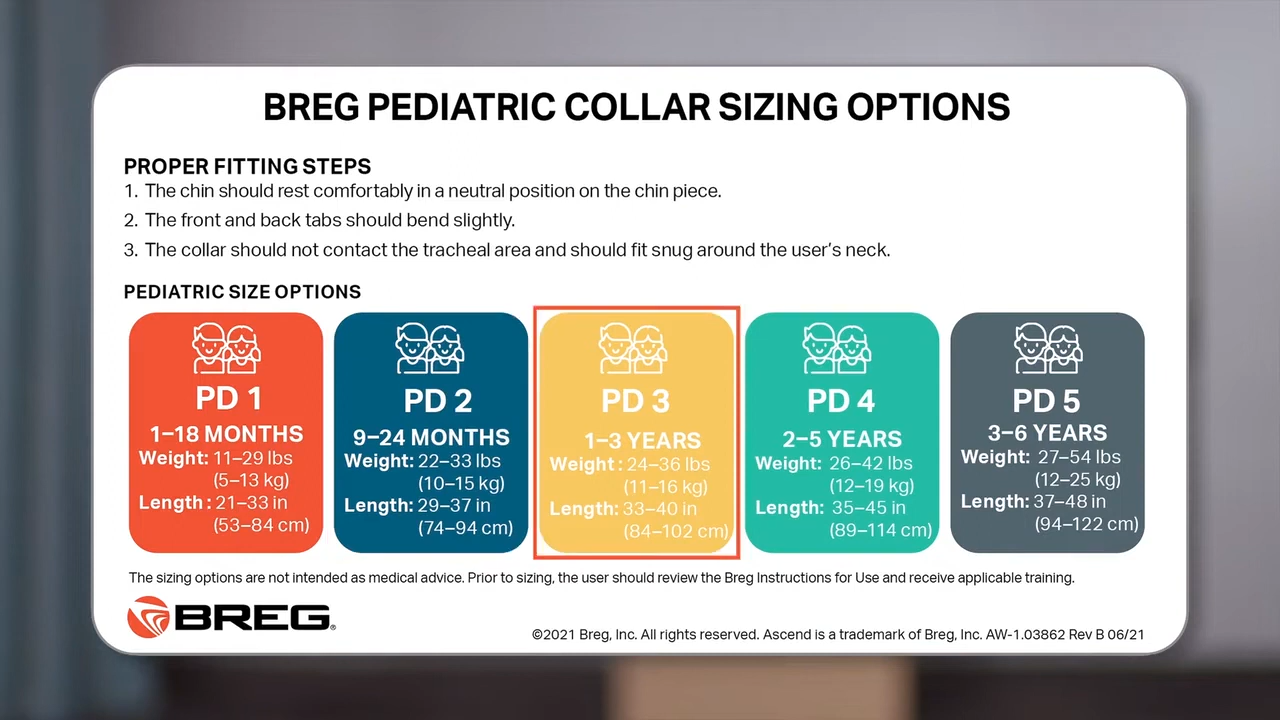 BREG PEDIATRIC COLLAR SIZING OPTIONS
PROPER FITTING STEPS
1. The chin should rest comfortably in a neutral position on the chin piece.
2. The front and back tabs should bend slightly.
3. The collar should not contact the tracheal area and should fit snug around the user’s neck.
PEDIATRIC SIZE OPTIONS
PD 1
1–18 MONTHS
Weight: 11–29 lbs
(5–13 kg)
Length: 21–33 in
(53–84 cm)
PD 2
9–24 MONTHS
Weight: 22–33 lbs
(10–15 kg)
Length: 29–37 in
(74–94 cm)
PD 3
1–3 YEARS
Weight: 24–36 lbs
(11–16 kg)
Length: 33–40 in
(84–102 cm)
PD 4
2–5 YEARS
Weight: 26–42 lbs
(12–19 kg)
Length: 35–45 in
(89–114 cm)
PD 5
3–6 YEARS
Weight: 27–54 lbs
(12–25 kg)
Length: 37–48 in
(94–122 cm)
The sizing options are not intended as medical advice. Prior to sizing, the user should review the Breg Instructions for Use and receive applicable training.
BREG®
©2021 Breg, Inc. All rights reserved. Ascend is a trademark of Breg, Inc. AW-1.03862 Rev B 06/21